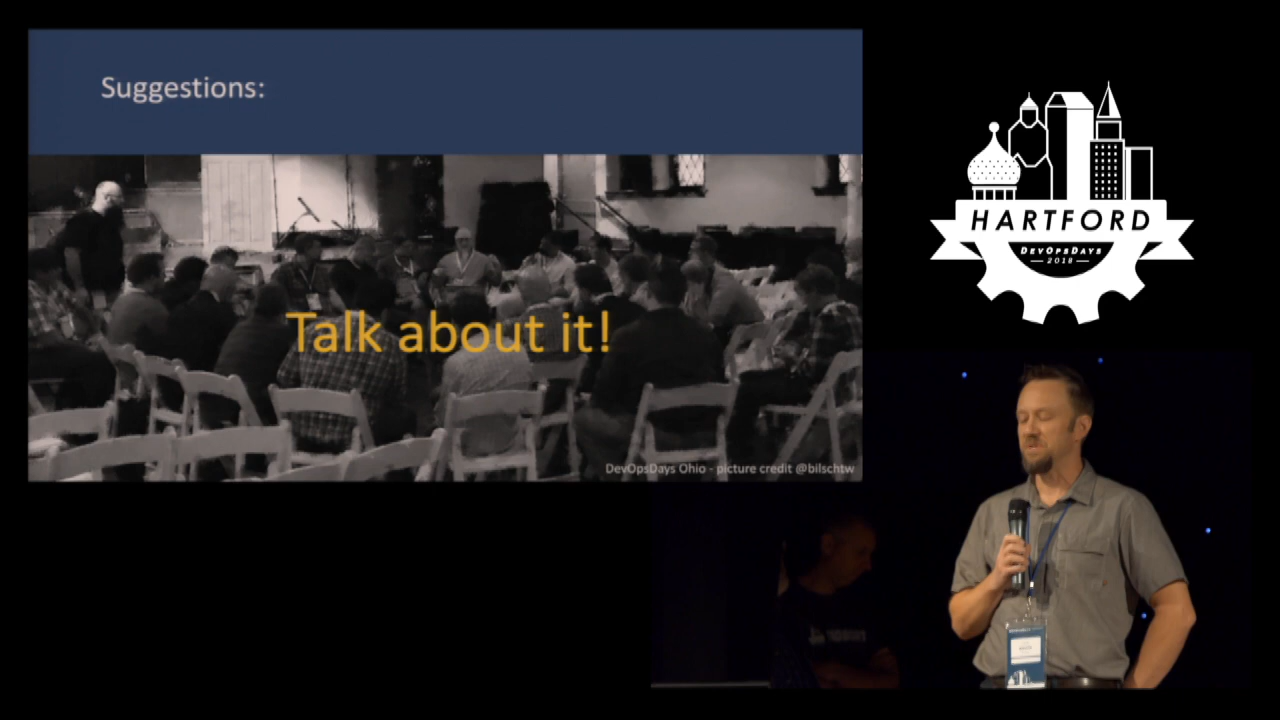 Suggestions:
Talk about it!
DevOpsDays Ohio - picture credit @bilschtw
HARTFORD
DEVOPSDAYS
2018